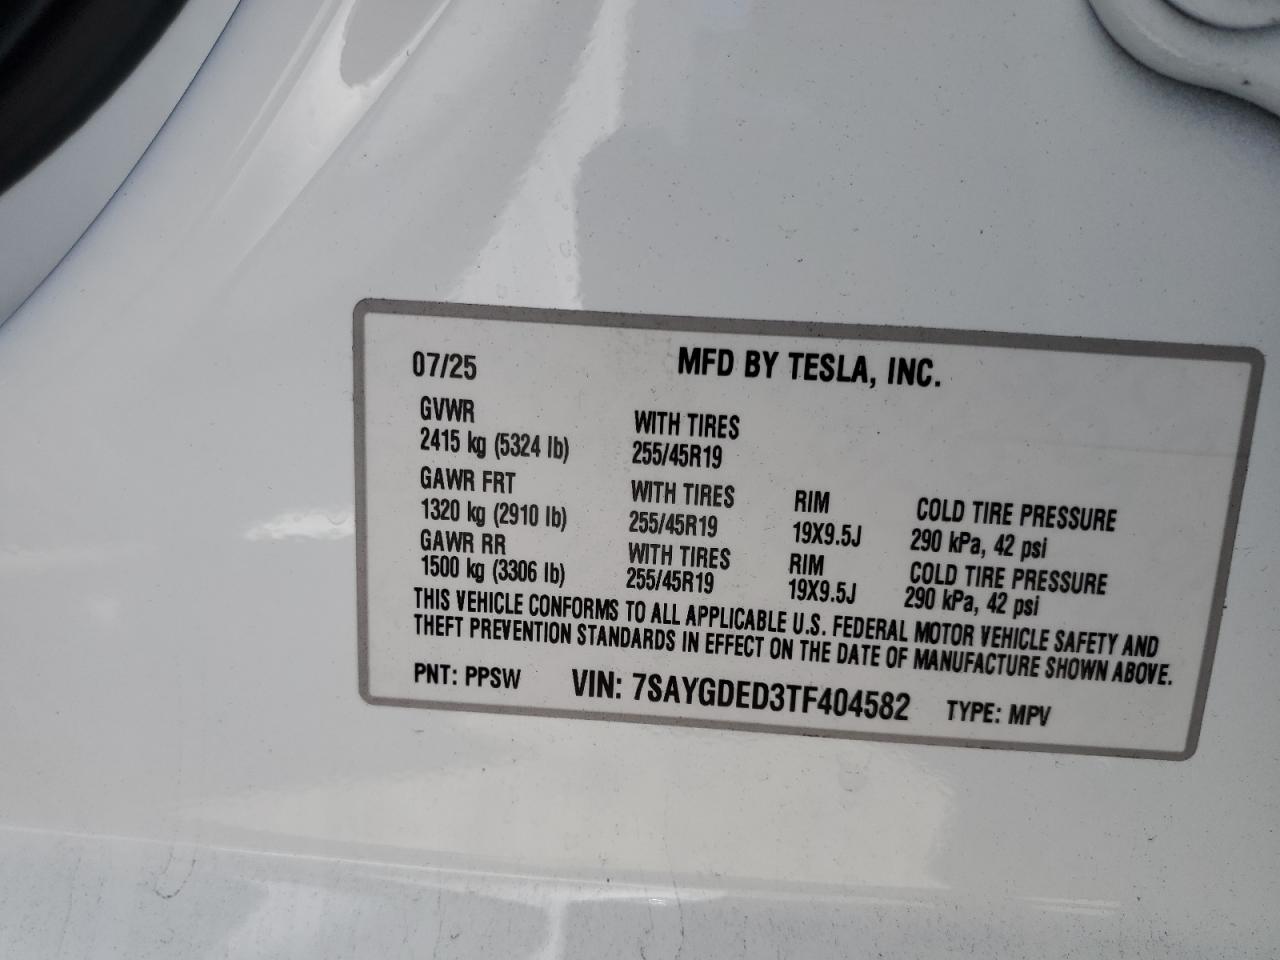 07/25 MFD BY TESLA, INC.
GVWR WITH TIRES
2415 kg (5324 lb) 255/45R19
GAWR FRT WITH TIRES RIM COLD TIRE PRESSURE
1320 kg (2910 lb) 255/45R19 19X9.5J 290 kPa, 42 psi
GAWR RR WITH TIRES RIM COLD TIRE PRESSURE
1500 kg (3306 lb) 255/45R19 19X9.5J 290 kPa, 42 psi
THIS VEHICLE CONFORMS TO ALL APPLICABLE U.S. FEDERAL MOTOR VEHICLE SAFETY AND
THEFT PREVENTION STANDARDS IN EFFECT ON THE DATE OF MANUFACTURE SHOWN ABOVE.
PNT: PPSW VIN: 7SAYGDED3TF404582 TYPE: MPV